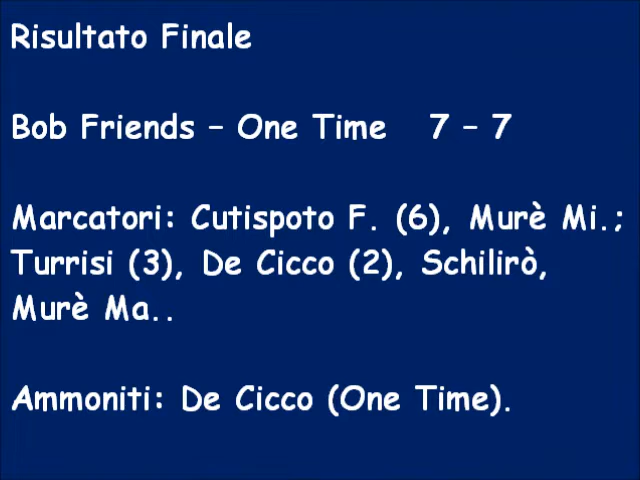 Risultato Finale
Bob Friends – One Time 7 – 7
Marcatori: Cutispoto F. (6), Murè Mi.;
Turrisi (3), De Cicco (2), Schilirò,
Murè Ma..
Ammoniti: De Cicco (One Time).